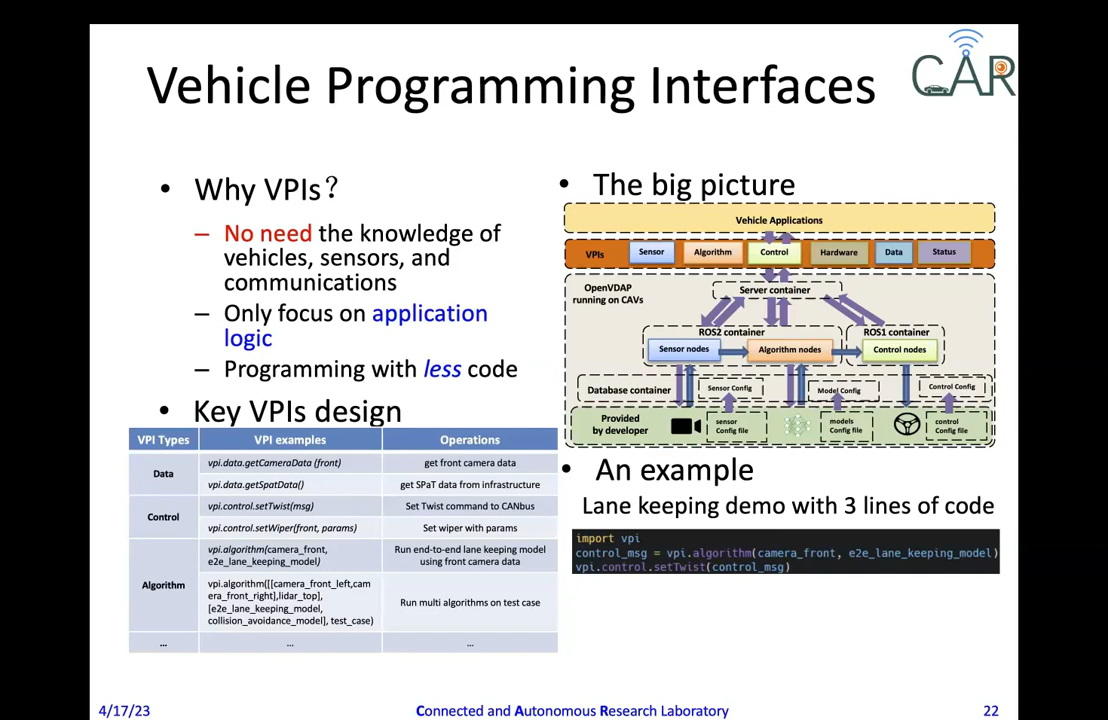 Vehicle Programming Interfaces
CAR
• Why VPIs？
– No need the knowledge of
vehicles, sensors, and
communications
– Only focus on application
logic
– Programming with less code
• Key VPIs design
VPI Types VPI examples Operations
Data
vpi.data.getCameraData (front) get front camera data
vpi.data.getSpatData() get SPaT data from infrastructure
Control
vpi.control.setTwist(msg) Set Twist command to CANbus
vpi.control.setWiper(front, params) Set wiper with params
Algorithm
vpi.algorithm(camera_front,
e2e_lane_keeping_model)
Run end-to-end lane keeping model
using front camera data
vpi.algorithm([[camera_front_left,cam
era_front_right],lidar_top],
[e2e_lane_keeping_model,
collision_avoidance_model], test_case)
Run multi algorithms on test case
... ... ...
• The big picture
Vehicle Applications
VPIs Sensor Algorithm Control Hardware Data Status
OpenVDAP
running on CAVs
Server container
ROS2 container ROS1 container
Sensor nodes Algorithm nodes Control nodes
Database container Sensor Config Model Config Control Config
Provided
by developer
sensor
Config file
models
Config file
control
Config file
• An example
Lane keeping demo with 3 lines of code
import vpi
control_msg = vpi.algorithm(camera_front, e2e_lane_keeping_model)
vpi.control.setTwist(control_msg)
4/17/23 Connected and Autonomous Research Laboratory 22